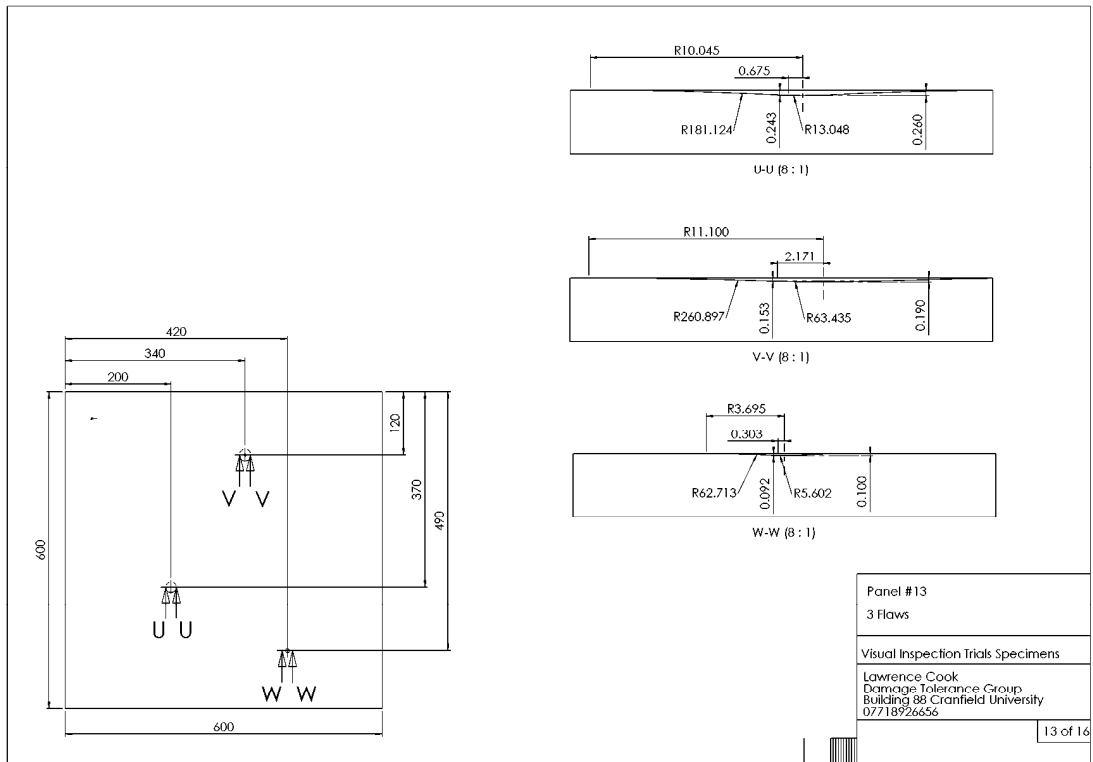 R10.045
0.675
R181.124
0.243
R13.048
0.260
U-U (8 : 1)
R11.100
2.171
R260.897
0.153
R63.435
0.190
V-V (8 : 1)
R3.695
0.303
R62.713
0.092
R5.602
0.100
W-W (8 : 1)
420
340
200
120
370
490
600
V V
U U
W W
600
Panel #13
3 Flaws
Visual Inspection Trials Specimens
Lawrence Cook
Damage Tolerance Group
Building 88 Cranfield University
07718926656
13 of 16